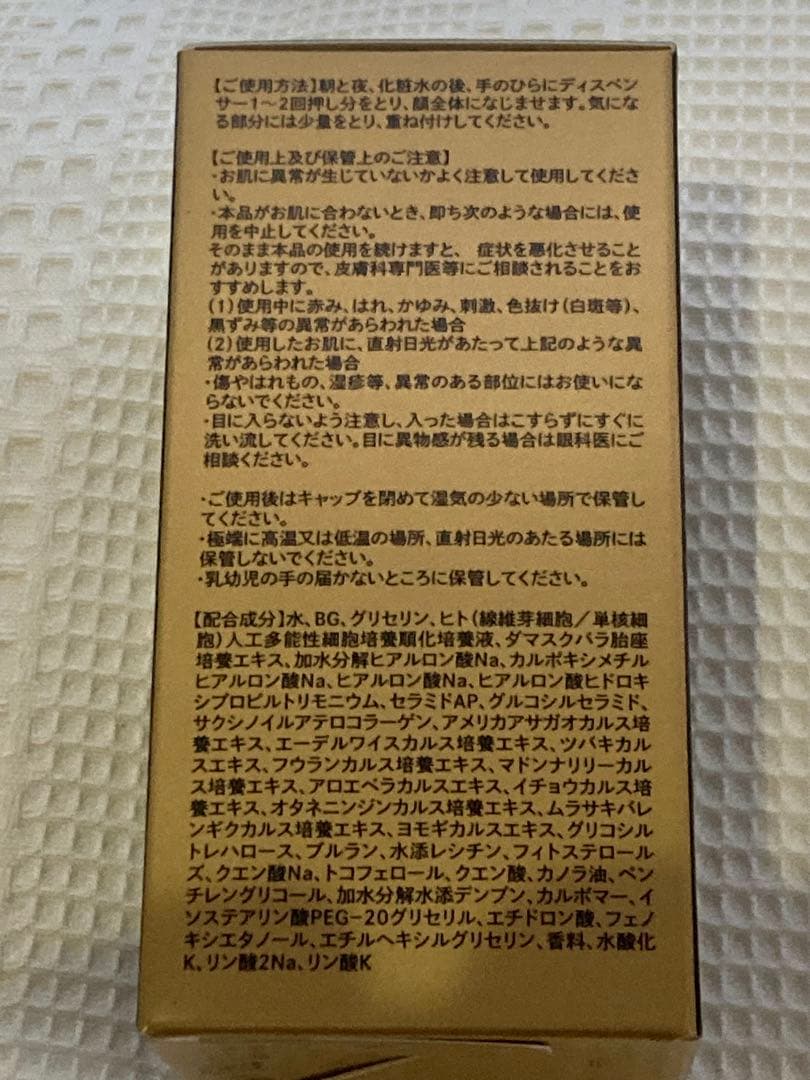 【ご使用方法】朝と夜、化粧水の後、手のひらにディスペン
サー1～2回押し分をとり、顔全体になじませます。気にな
る部分には少量をとり、重ね付けしてください。
【ご使用上及び保管上のご注意】
・お肌に異常が生じていないかよく注意して使用してくださ
い。
・本品がお肌に合わないとき、即ち次のような場合には、使
用を中止してください。
そのまま本品の使用を続けますと、 症状を悪化させること
がありますので、皮膚科専門医等にご相談されることをお
すすめします。
(1)使用中に赤み、はれ、かゆみ、刺激、色抜け(白斑等)、
黒ずみ等の異常があらわれた場合
(2)使用したお肌に、直射日光があたって上記のような異
常があらわれた場合
・傷やはれもの、湿疹等、異常のある部位にはお使いにな
らないでください。
・目に入らないよう注意し、入った場合はこすらずにすぐに
洗い流してください。目に異物感が残る場合は眼科医にご
相談ください。
・ご使用後はキャップを閉めて湿気の少ない場所で保管し
てください。
・極端に高温又は低温の場所、直射日光のあたる場所には
保管しないでください。
・乳幼児の手の届かないところに保管してください。
【配合成分】水、BG、グリセリン、ヒト(線維芽細胞／単核細
胞)人工多能性細胞培養順化培養液、ダマスクバラ胎座
培養エキス、加水分解ヒアルロン酸Na、カルボキシメチル
ヒアルロン酸Na、ヒアルロン酸Na、ヒアルロン酸ヒドロキ
シプロピルトリモニウム、セラミドAP、グルコシルセラミド、
サクシノイルアテロコラーゲン、アメリカアサガオカルス培
養エキス、エーデルワイスカルス培養エキス、ツバキカル
スエキス、フウランカルス培養エキス、マドンナリリーカル
ス培養エキス、アロエベラカルスエキス、イチョウカルス培
養エキス、オタネニンジンカルス培養エキス、ムラサキバレ
ンギクカルス培養エキス、ヨモギカルスエキス、グリコシル
トレハロース、プルラン、水添レシチン、フィトステロール
ズ、クエン酸Na、トコフェロール、クエン酸、カノラ油、ペン
チレングリコール、加水分解水添デンプン、カルボマー、イ
ソステアリン酸PEG-20グリセリル、エチドロン酸、フェノ
キシエタノール、エチルヘキシルグリセリン、香料、水酸化
K、リン酸2Na、リン酸K